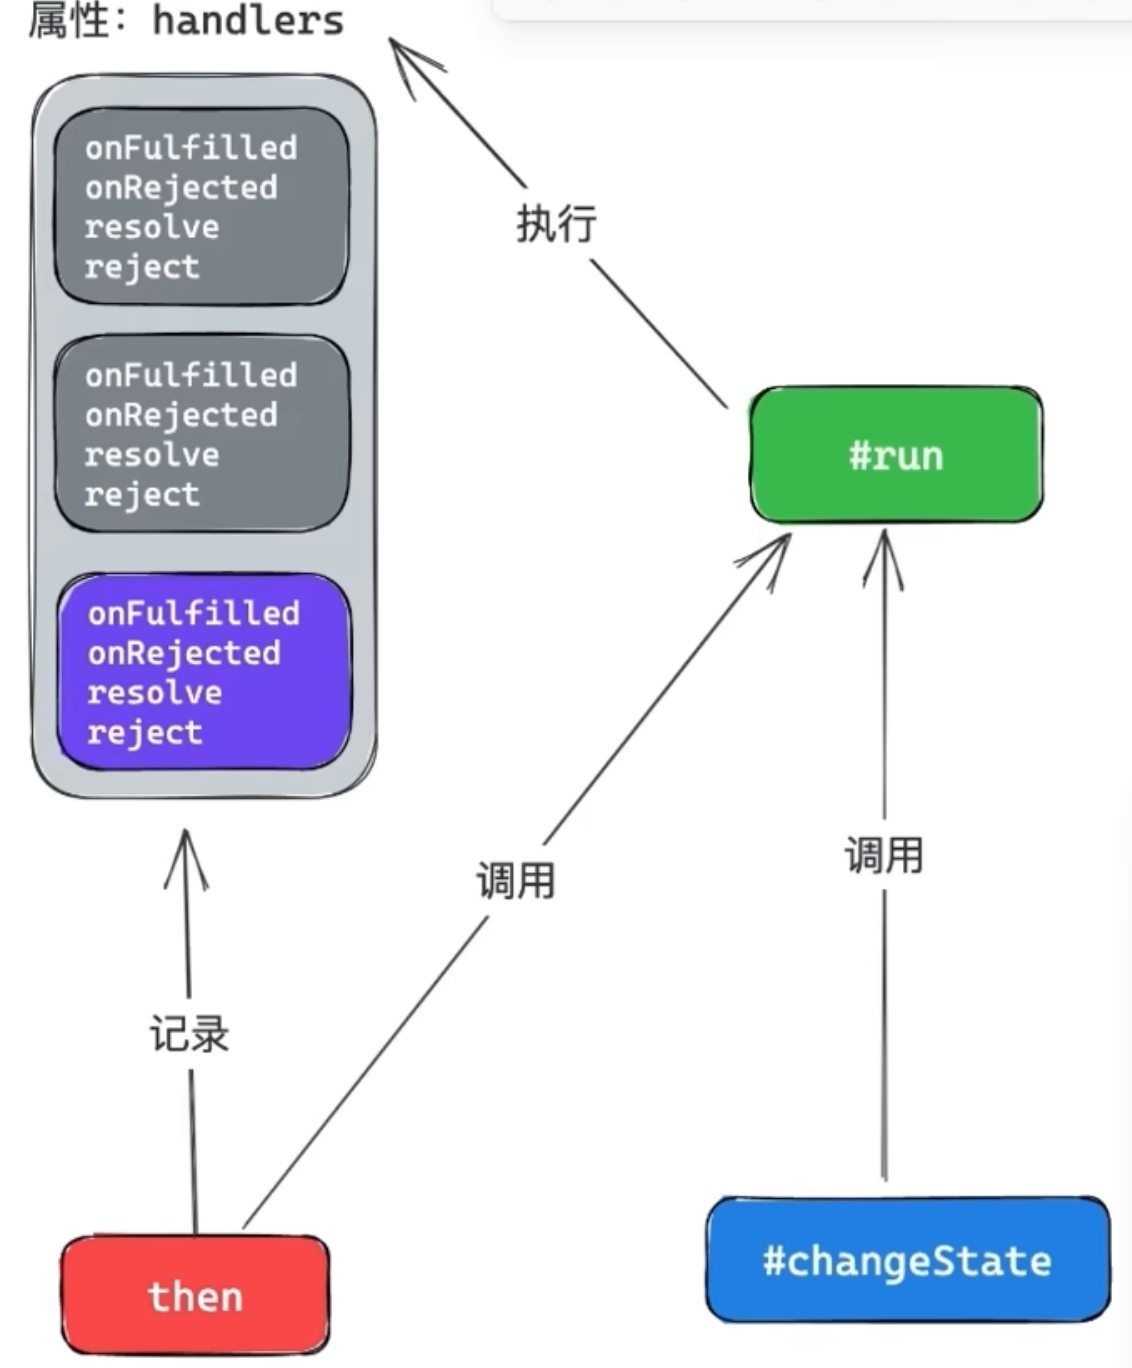 属性：handlers
onFulfilled
onRejected
resolve
reject
onFulfilled
onRejected
resolve
reject
onFulfilled
onRejected
resolve
reject
执行
#run
调用
调用
记录
then
#changeState